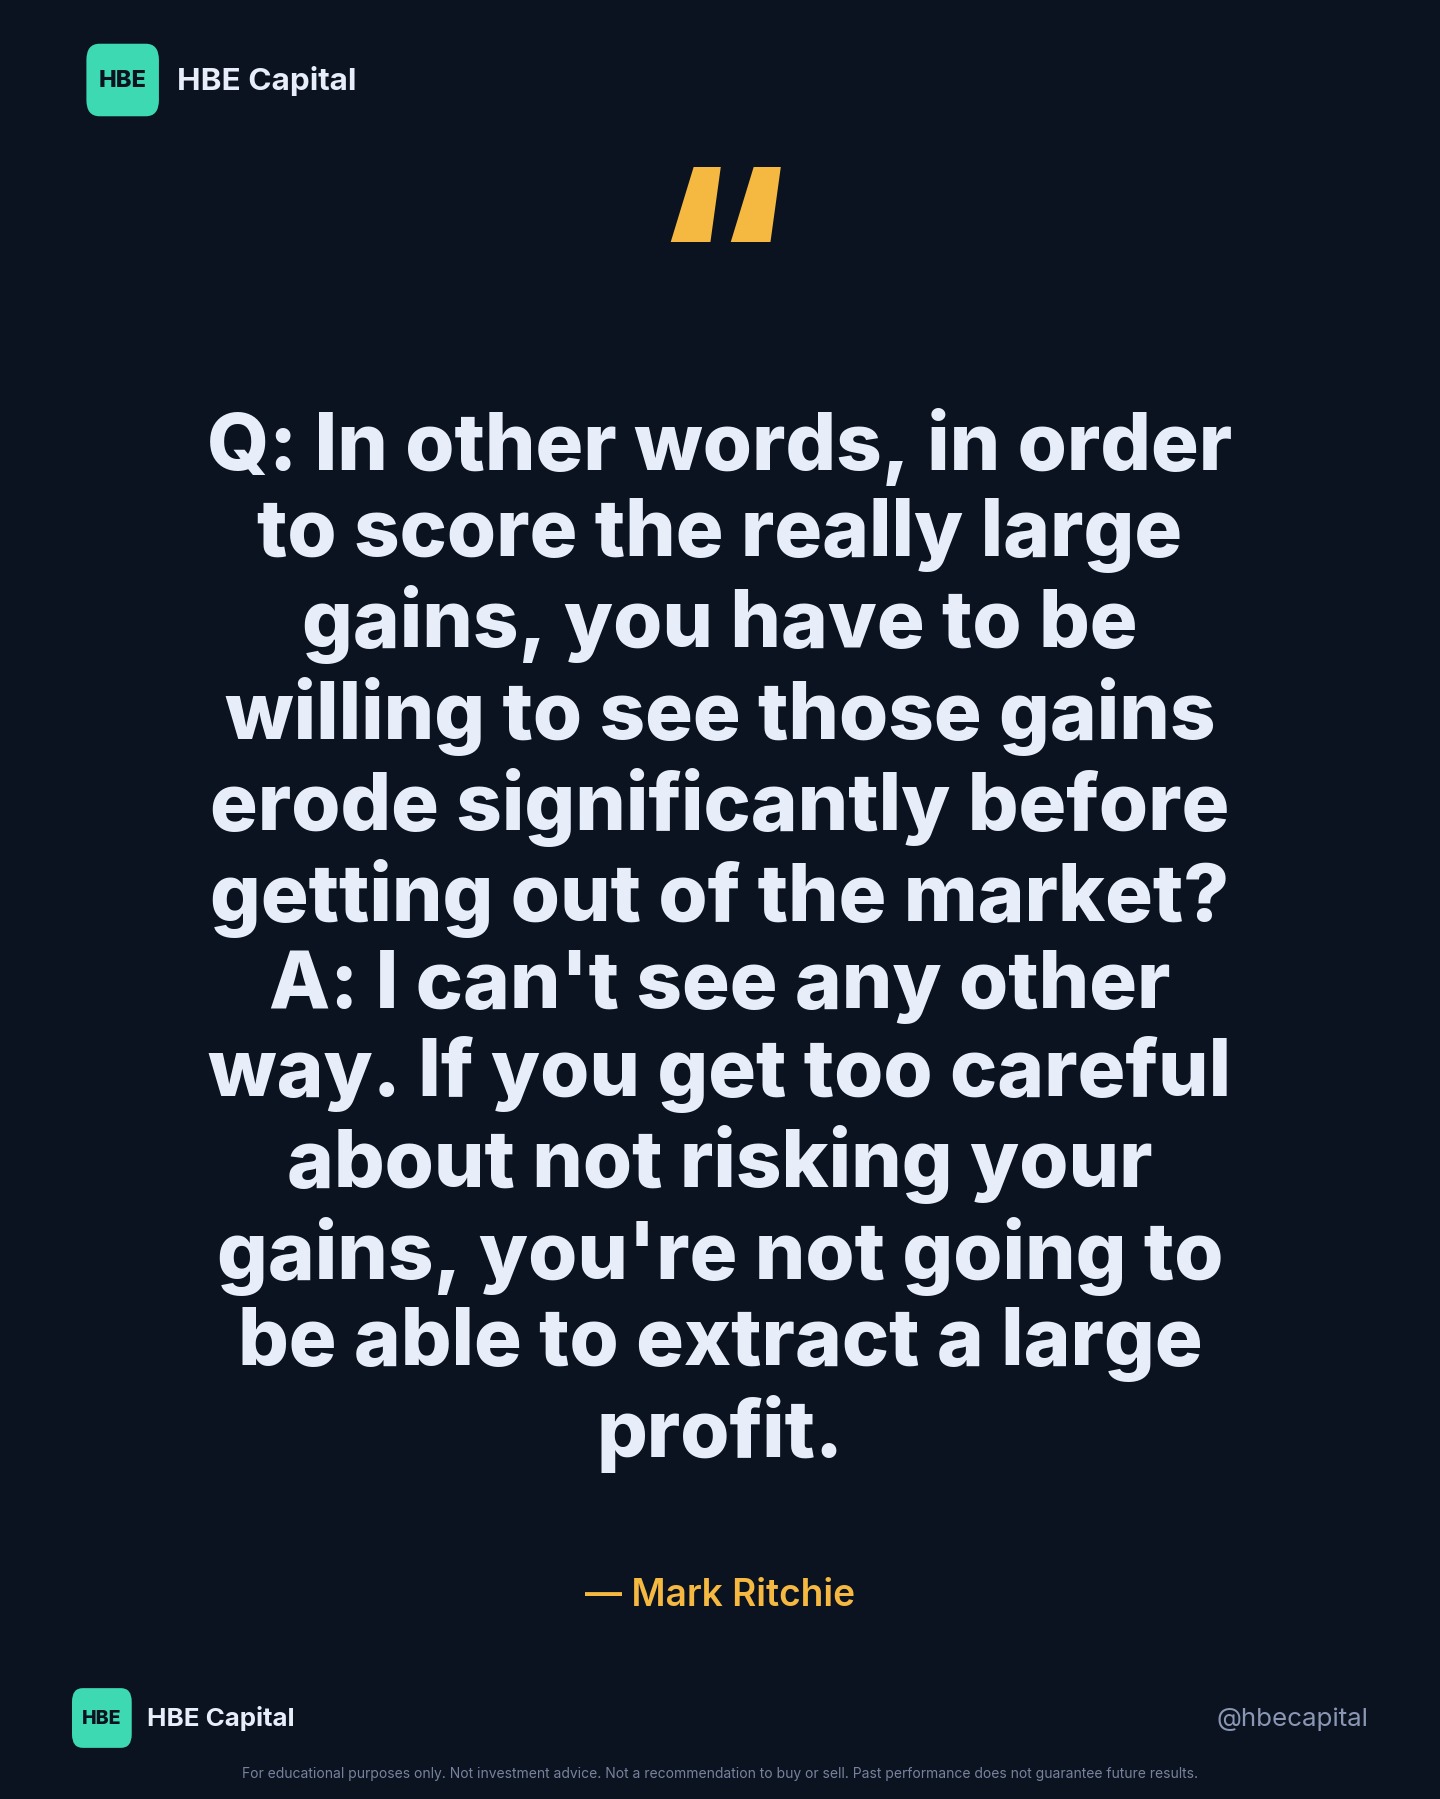 HBE HBE Capital
"
Q: In other words, in order
to score the really large
gains, you have to be
willing to see those gains
erode significantly before
getting out of the market?
A: I can't see any other
way. If you get too careful
about not risking your
gains, you're not going to
be able to extract a large
profit.
— Mark Ritchie
HBE HBE Capital @hbecapital
For educational purposes only. Not investment advice. Not a recommendation to buy or sell. Past performance does not guarantee future results.